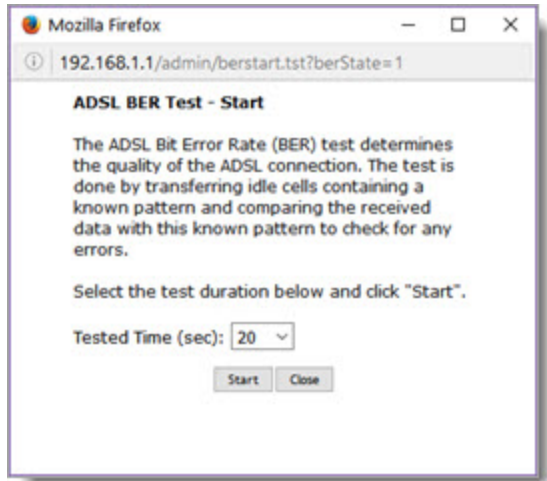 Mozilla Firefox
192.168.1.1/admin/berstart.tst?berState=1
ADSL BER Test - Start
The ADSL Bit Error Rate (BER) test determines
the quality of the ADSL connection. The test is
done by transferring idle cells containing a
known pattern and comparing the received
data with this known pattern to check for any
errors.
Select the test duration below and click "Start".
Tested Time (sec): 20
Start Close